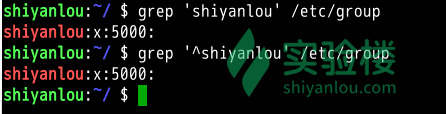 shiyanlou:~/ $ grep 'shiyanlou' /etc/group
shiyanlou:x:5000:
shiyanlou:~/ $ grep '^shiyanlou' /etc/group
shiyanlou:x:5000:
shiyanlou:~/ $
实验楼
shiyanlou.com